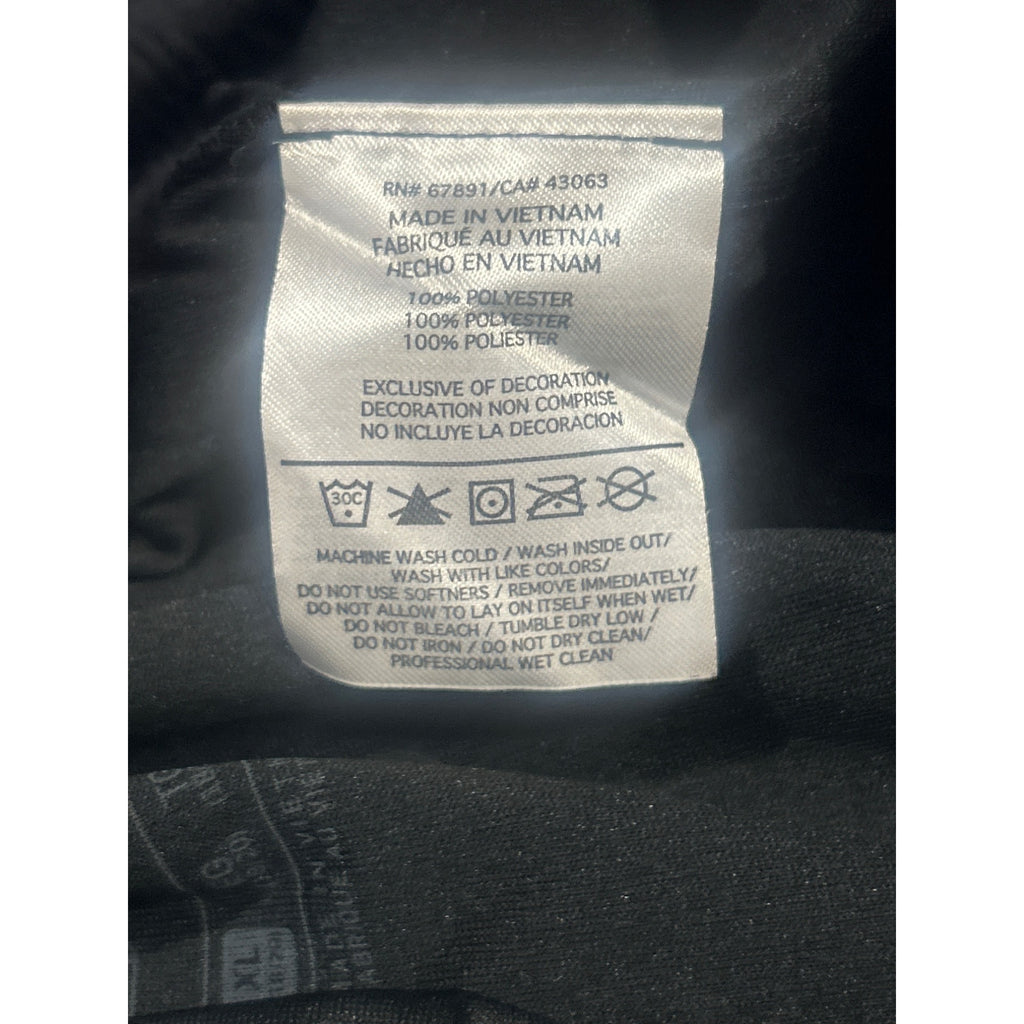 RN# 67891/CA# 43063
MADE IN VIETNAM
FABRIQUÉ AU VIETNAM
HECHO EN VIETNAM
100% POLYESTER
100% POLYESTER
100% POLIESTER
EXCLUSIVE OF DECORATION
DECORATION NON COMPRISE
NO INCLUYE LA DECORACION
30C
MACHINE WASH COLD / WASH INSIDE OUT/
WASH WITH LIKE COLORS/
DO NOT USE SOFTNERS / REMOVE IMMEDIATELY/
DO NOT ALLOW TO LAY ON ITSELF WHEN WET/
DO NOT BLEACH / TUMBLE DRY LOW /
DO NOT IRON / DO NOT DRY CLEAN/
PROFESSIONAL WET CLEAN
XL